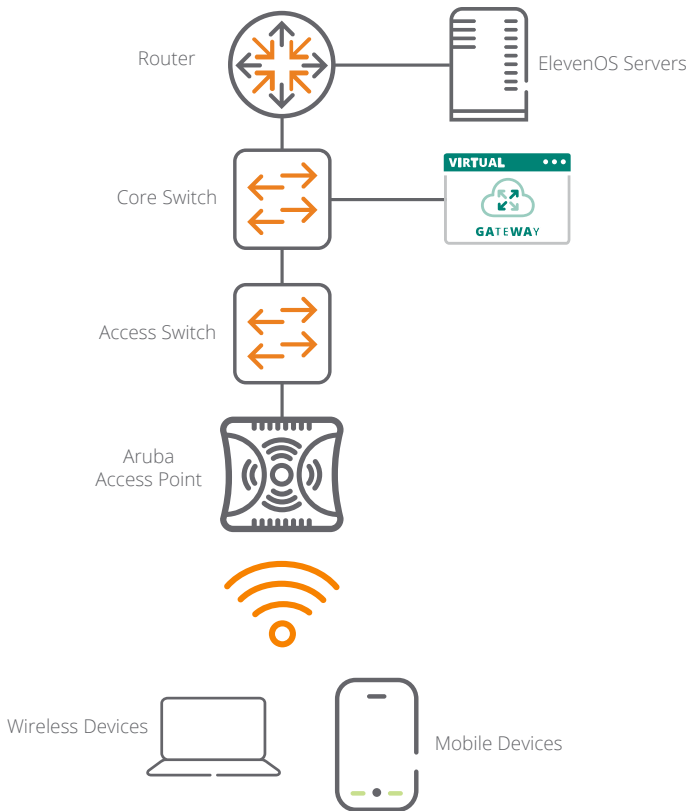 Router
ElevenOS Servers
VIRTUAL
Core Switch
GATEWAY
Access Switch
Aruba
Access Point
Wireless Devices
Mobile Devices